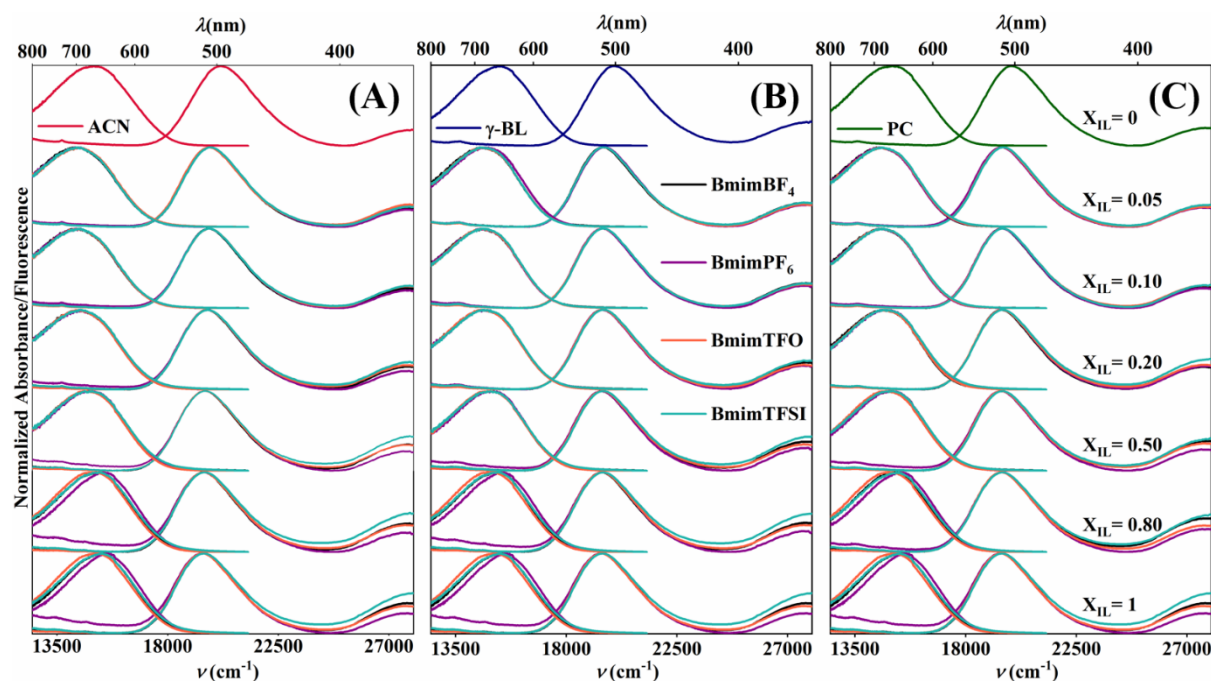 λ(nm) λ(nm) λ(nm)
800 700 600 500 400 800 700 600 500 400 800 700 600 500 400
(A) (B) (C)
ACN γ-BL PC X_IL = 0
BmimBF₄ X_IL = 0.05
BmimPF₆ X_IL = 0.10
BmimTFO X_IL = 0.20
BmimTFSI X_IL = 0.50
X_IL = 0.80
X_IL = 1
Normalized Absorbance/Fluorescence
13500 18000 22500 27000 13500 18000 22500 27000 13500 18000 22500 27000
ν (cm⁻¹) ν (cm⁻¹) ν (cm⁻¹)